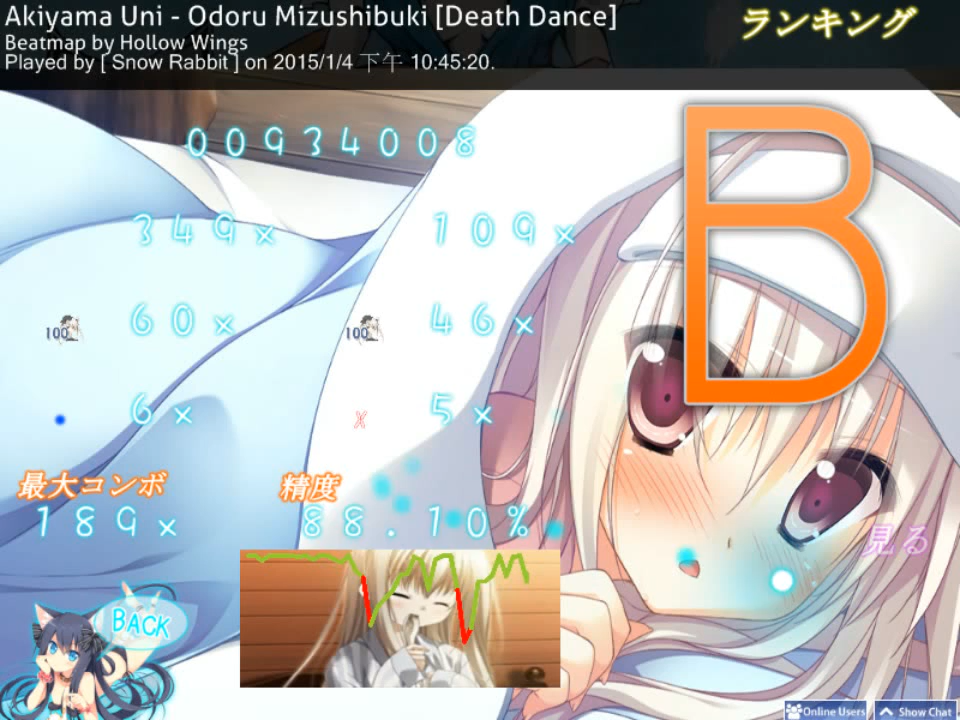 Akiyama Uni - Odoru Mizushibuki [Death Dance]
ランキング
Beatmap by Hollow Wings
Played by [ Snow Rabbit ] on 2015/1/4 下午 10:45:20.
00934008
B
349× 109×
100 60× 100 46×
6× X 5×
最大コンボ 精度
189× 88.10%
見る
BACK
Online Users Show Chat